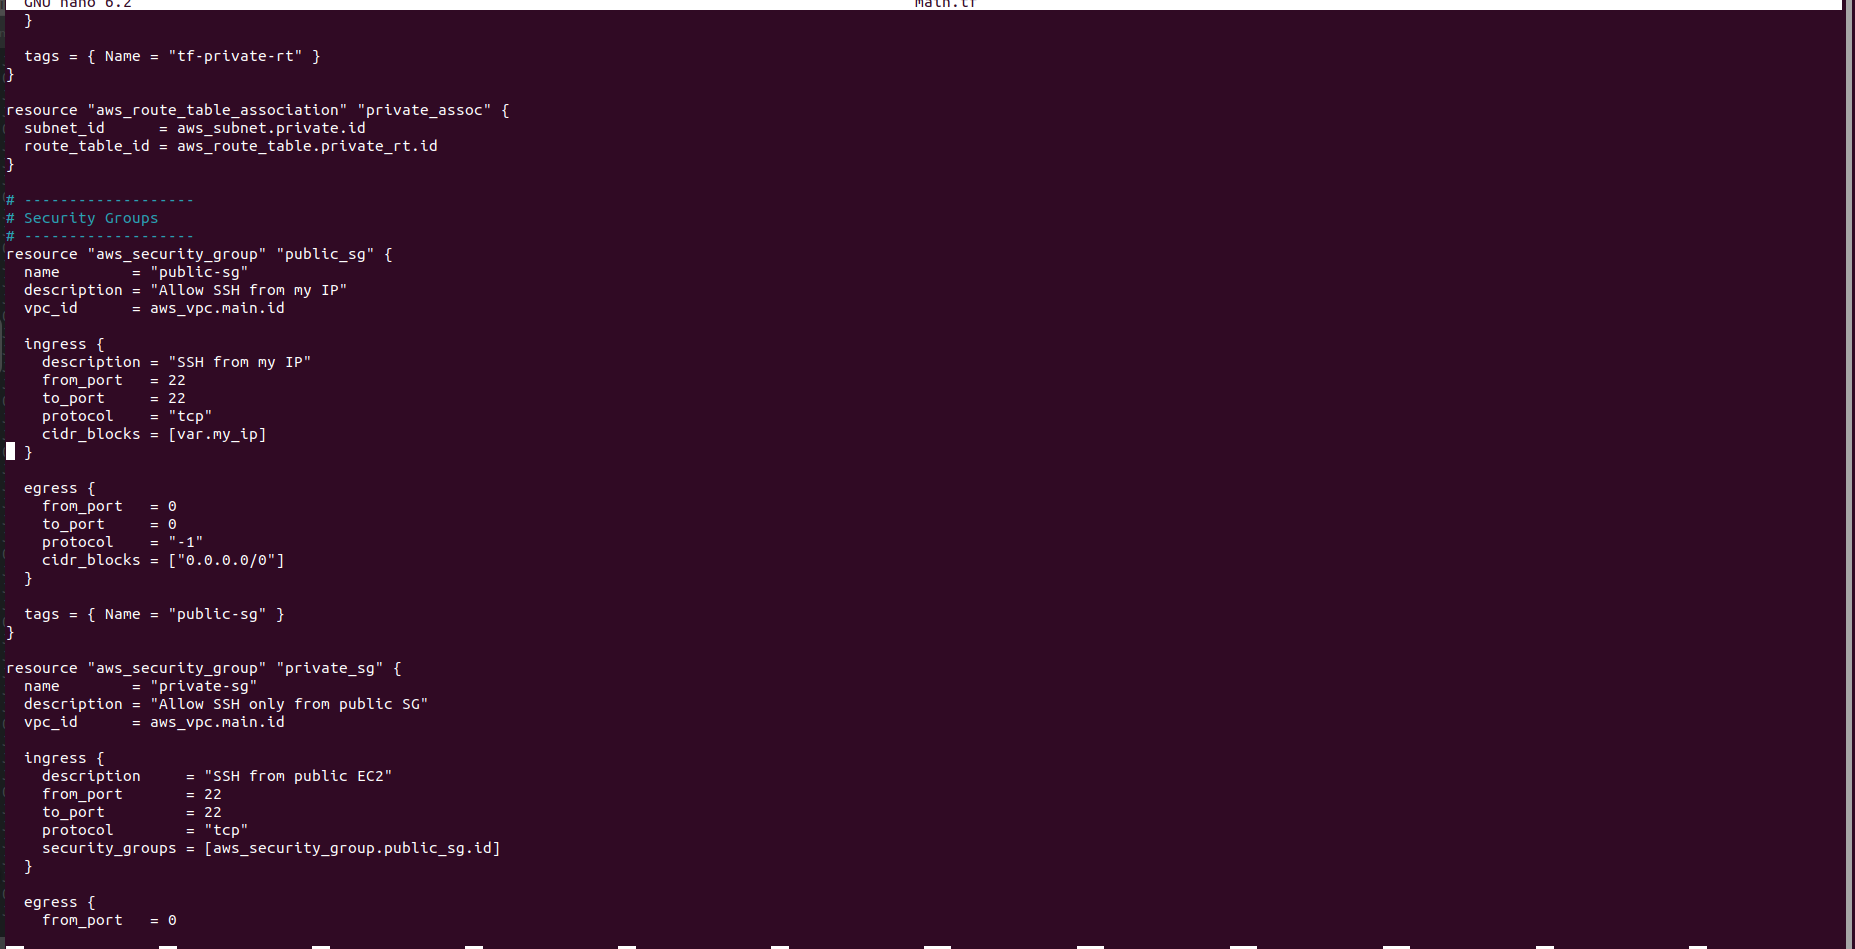 GNU nano 6.2 main.tf
  }

  tags = { Name = "tf-private-rt" }
}

resource "aws_route_table_association" "private_assoc" {
  subnet_id      = aws_subnet.private.id
  route_table_id = aws_route_table.private_rt.id
}

# -------------------
# Security Groups
# -------------------
resource "aws_security_group" "public_sg" {
  name        = "public-sg"
  description = "Allow SSH from my IP"
  vpc_id      = aws_vpc.main.id

  ingress {
    description = "SSH from my IP"
    from_port   = 22
    to_port     = 22
    protocol    = "tcp"
    cidr_blocks = [var.my_ip]
  }

  egress {
    from_port   = 0
    to_port     = 0
    protocol    = "-1"
    cidr_blocks = ["0.0.0.0/0"]
  }

  tags = { Name = "public-sg" }
}

resource "aws_security_group" "private_sg" {
  name        = "private-sg"
  description = "Allow SSH only from public SG"
  vpc_id      = aws_vpc.main.id

  ingress {
    description     = "SSH from public EC2"
    from_port       = 22
    to_port         = 22
    protocol        = "tcp"
    security_groups = [aws_security_group.public_sg.id]
  }

  egress {
    from_port   = 0